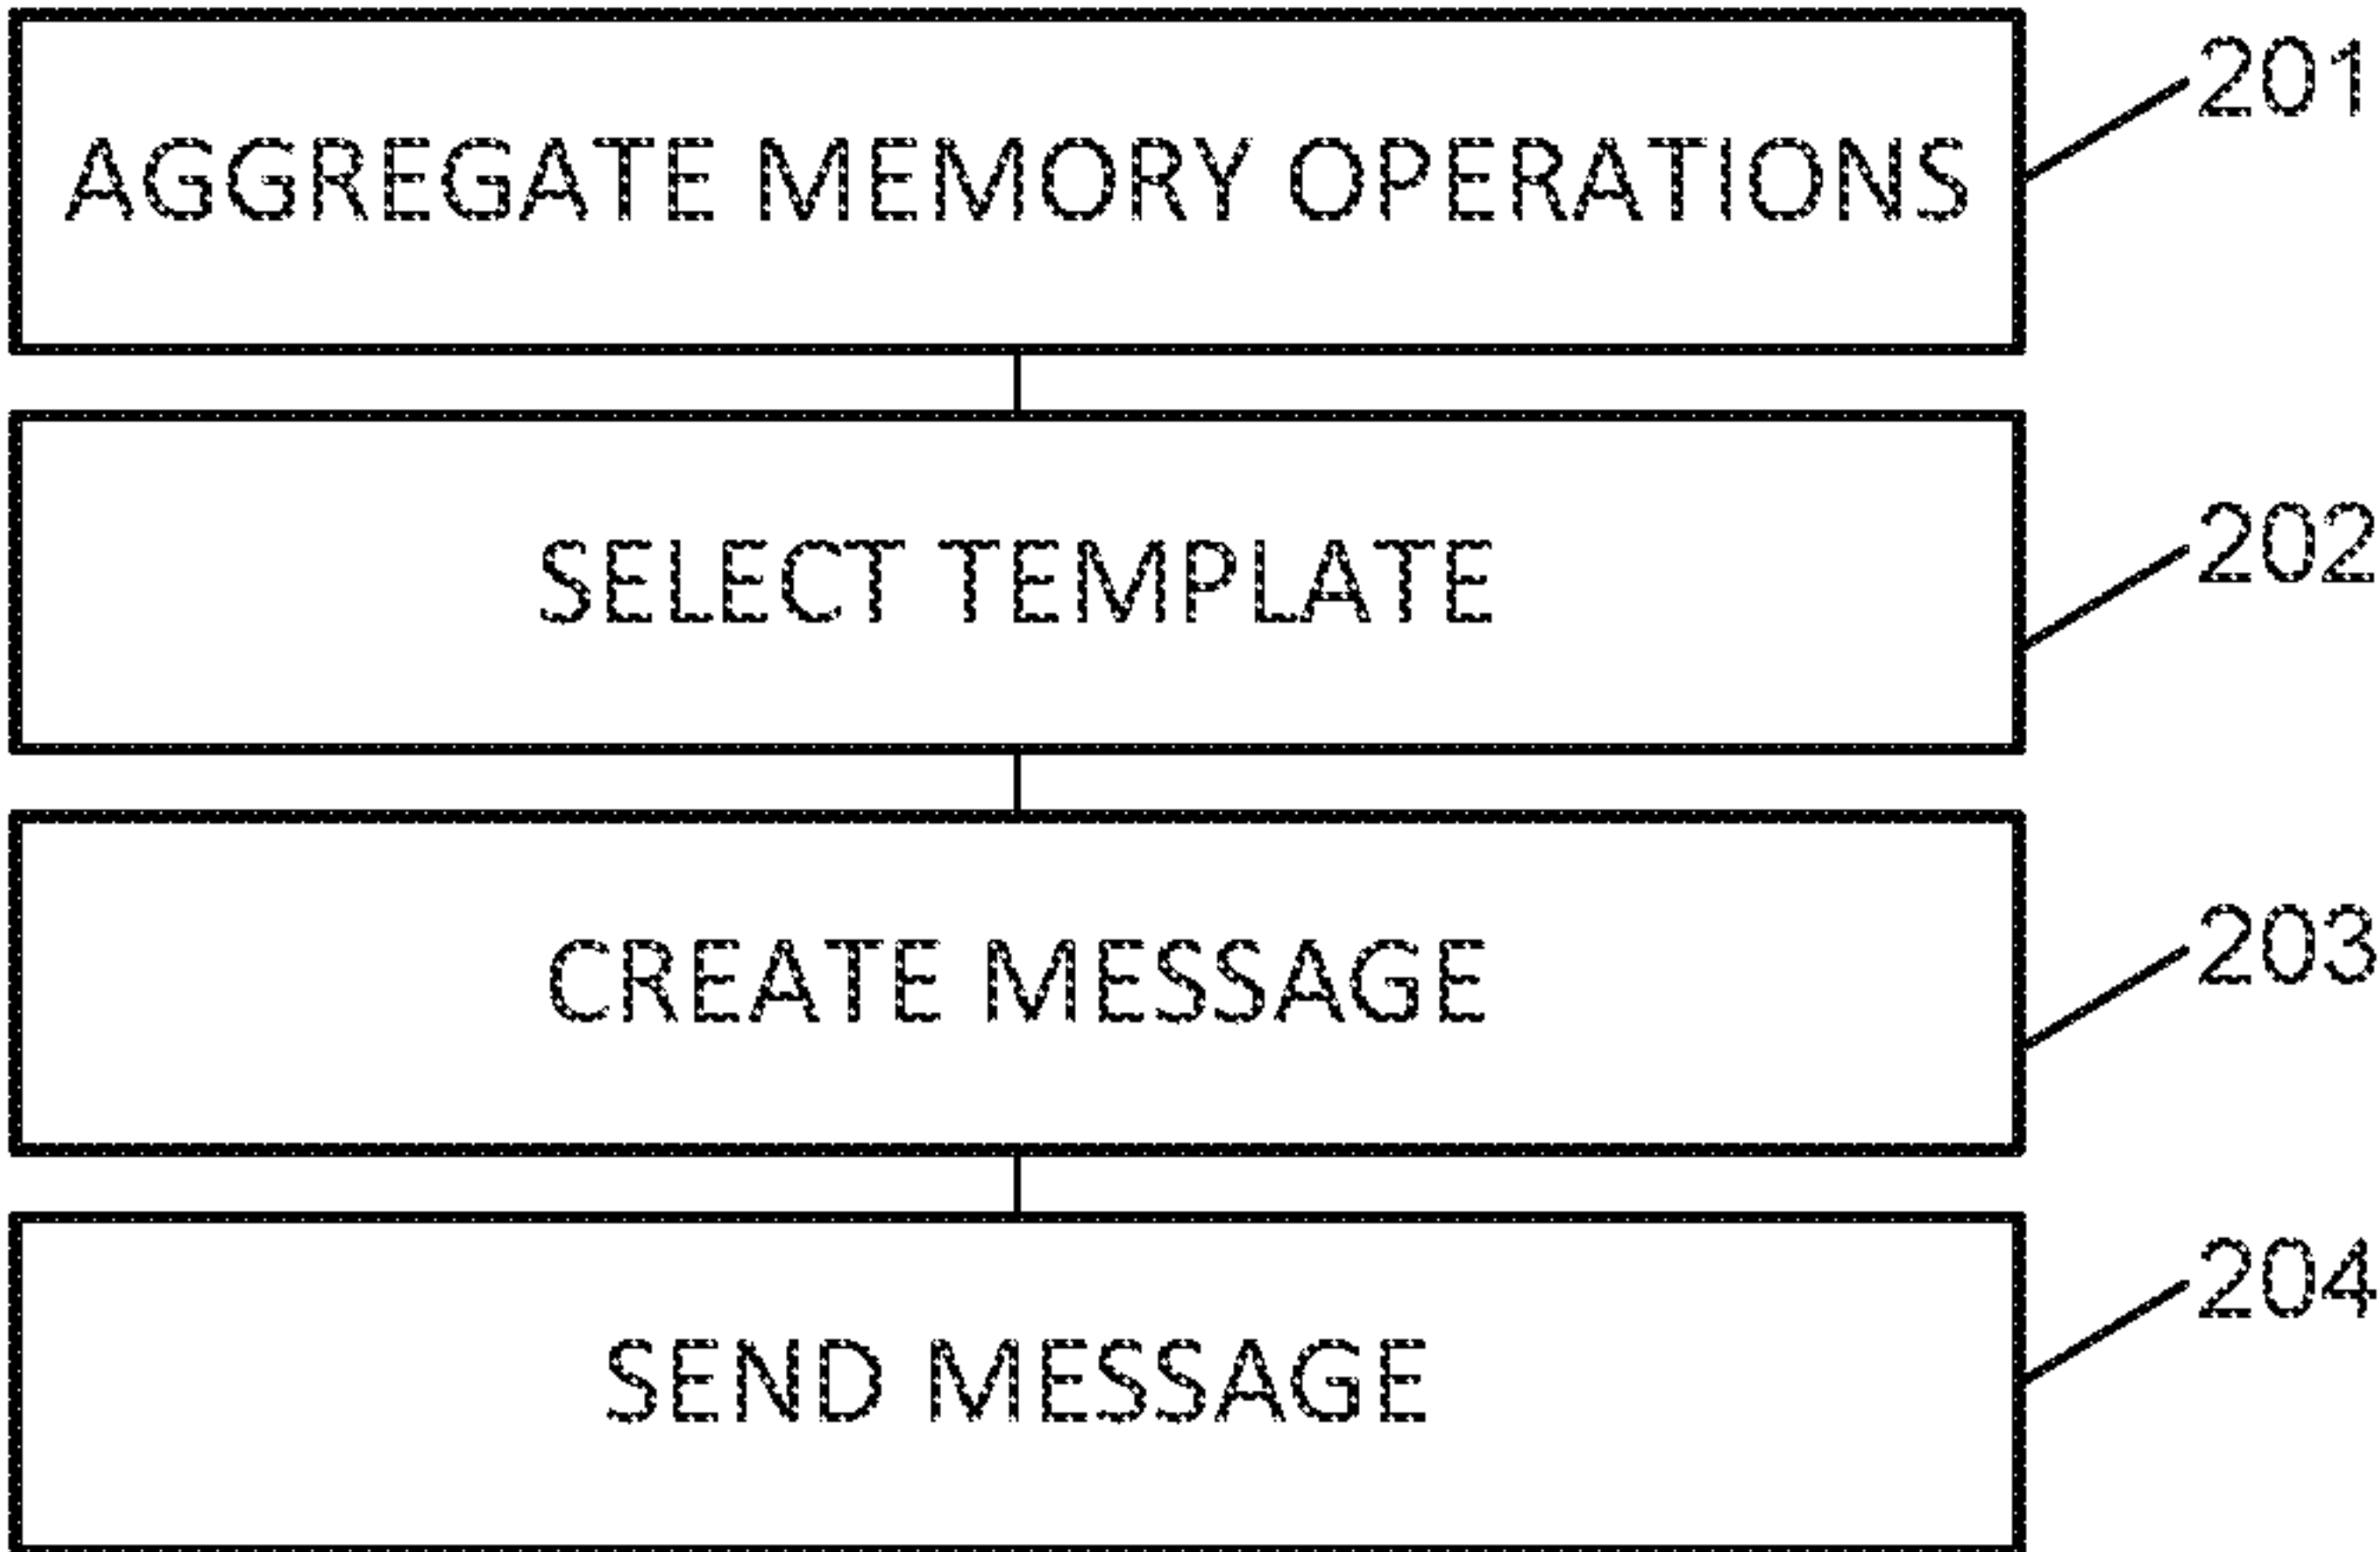 AGGREGATE MEMORY OPERATIONS
201
SELECT TEMPLATE
202
CREATE MESSAGE
203
SEND MESSAGE
204